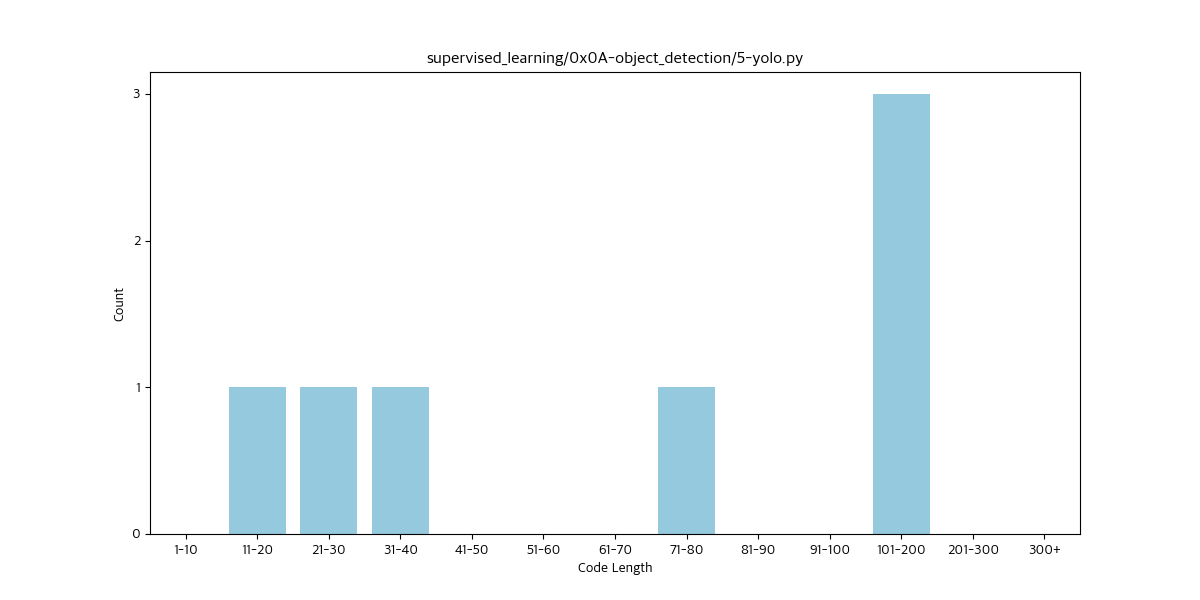 supervised_learning/0x0A-object_detection/5-yolo.py
3
2
1
0
Count
1-10 11-20 21-30 31-40 41-50 51-60 61-70 71-80 81-90 91-100 101-200 201-300 300+
Code Length